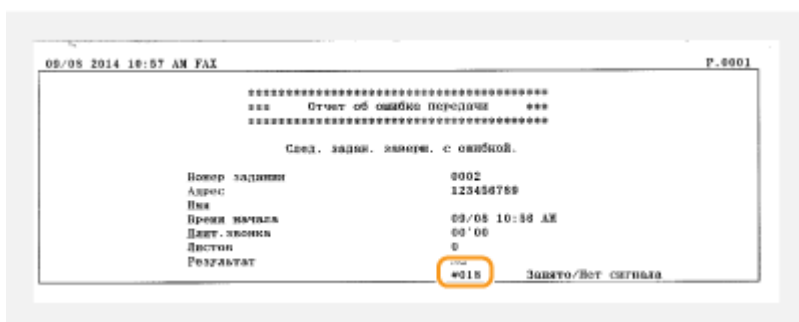 09/08 2014 10:57 AM FAX P.0001
****************************************
*** Отчет об ошибке передачи ***
****************************************
След. задан. заверш. с ошибкой.
Номер задания 0002
Адрес 123456789
Имя
Время начала 09/08 10:56 AM
Длит.звонка 00'00
Листов 0
Результат
#018 Занято/Нет сигнала